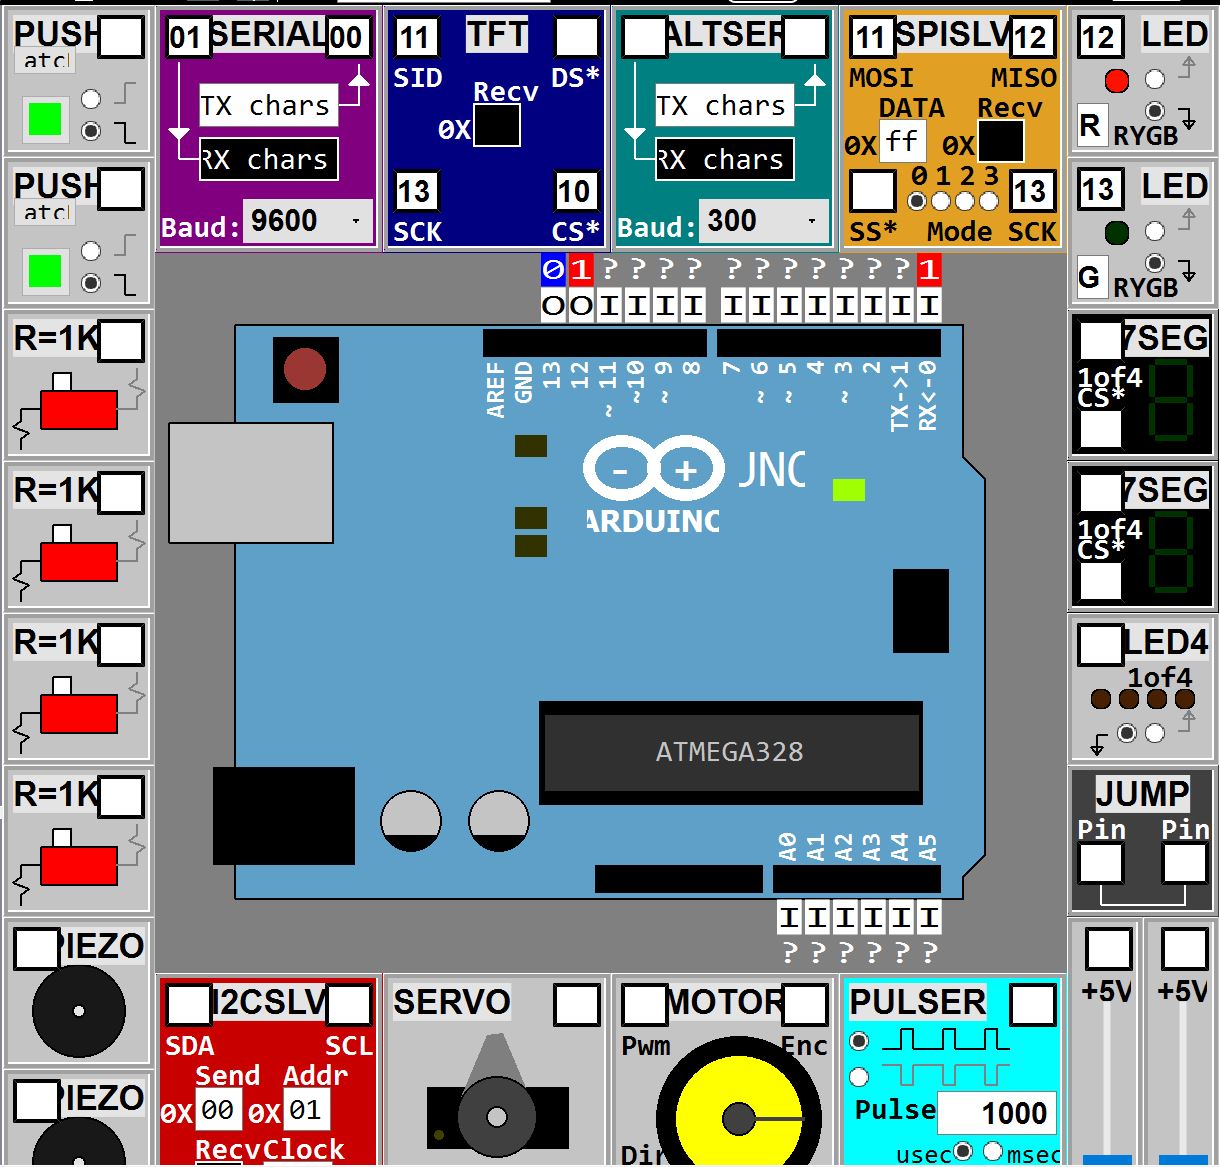 PUSH
atcl
01 SERIAL 00
TX chars
RX chars
Baud: 9600
11 TFT
SID DS*
Recv
0X
13 10
SCK CS*
ALTSER
TX chars
RX chars
Baud: 300
11 SPISLV 12
MOSI MISO
DATA Recv
0X ff 0X
0 1 2 3
13
SS* Mode SCK
12 LED
R RYGB
PUSH
atcl
13 LED
G RYGB
0 1 ? ? ? ? ? ? ? ? ? ? ? 1
O O I I I I I I I I I I I I
AREF GND 13 12 ~11 ~10 ~9 8 7 ~6 ~5 4 ~3 2 TX->1 RX<-0
- +
ARDUINO
ATMEGA328
A0 A1 A2 A3 A4 A5
I I I I I I
? ? ? ? ? ?
R=1K
R=1K
R=1K
R=1K
PIEZO
PIEZO
7SEG
1of4
CS*
7SEG
1of4
CS*
LED4
1of4
JUMP
Pin Pin
+5V +5V
I2CSLV
SDA SCL
Send Addr
0X 00 0X 01
Recv Clock
SERVO
MOTOR
Pwm Enc
Dir
PULSER
Pulse 1000
usec msec